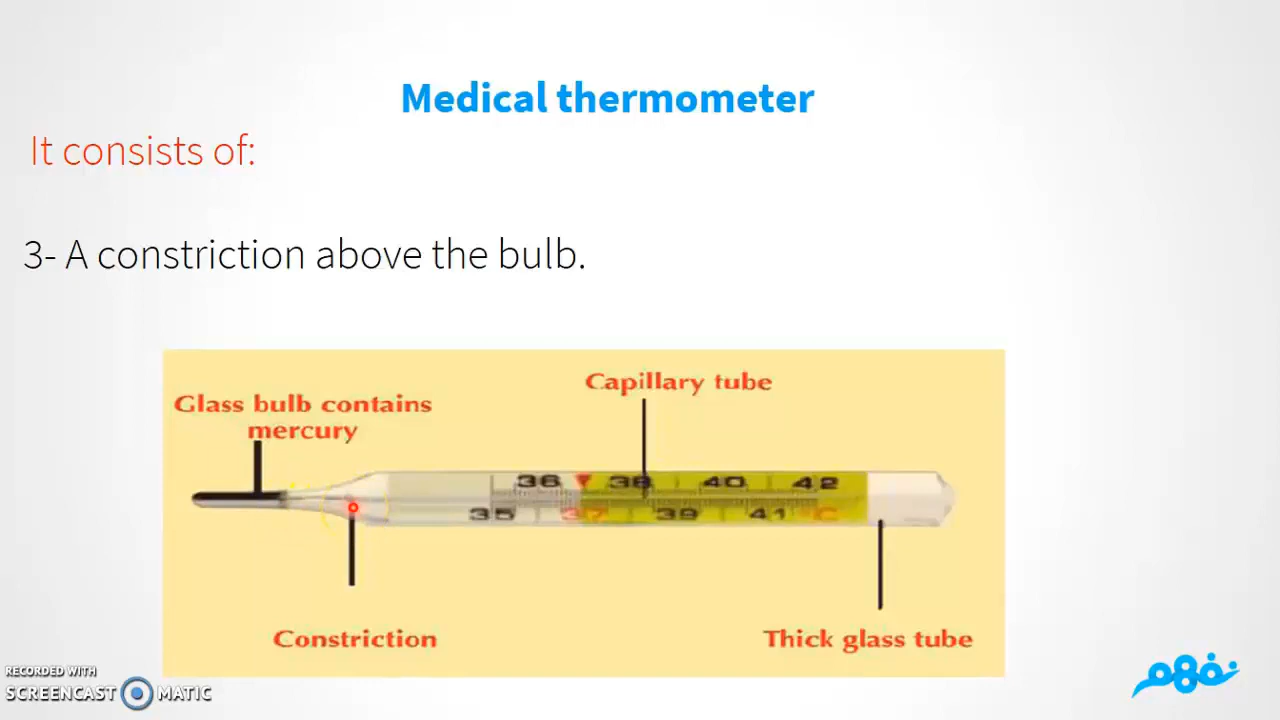 Medical thermometer
It consists of:
3- A constriction above the bulb.
Capillary tube
Glass bulb contains
mercury
36 38 40 42
35 37 39 41 °C
Constriction
Thick glass tube
RECORDED WITH
SCREENCAST MATIC
نفهم